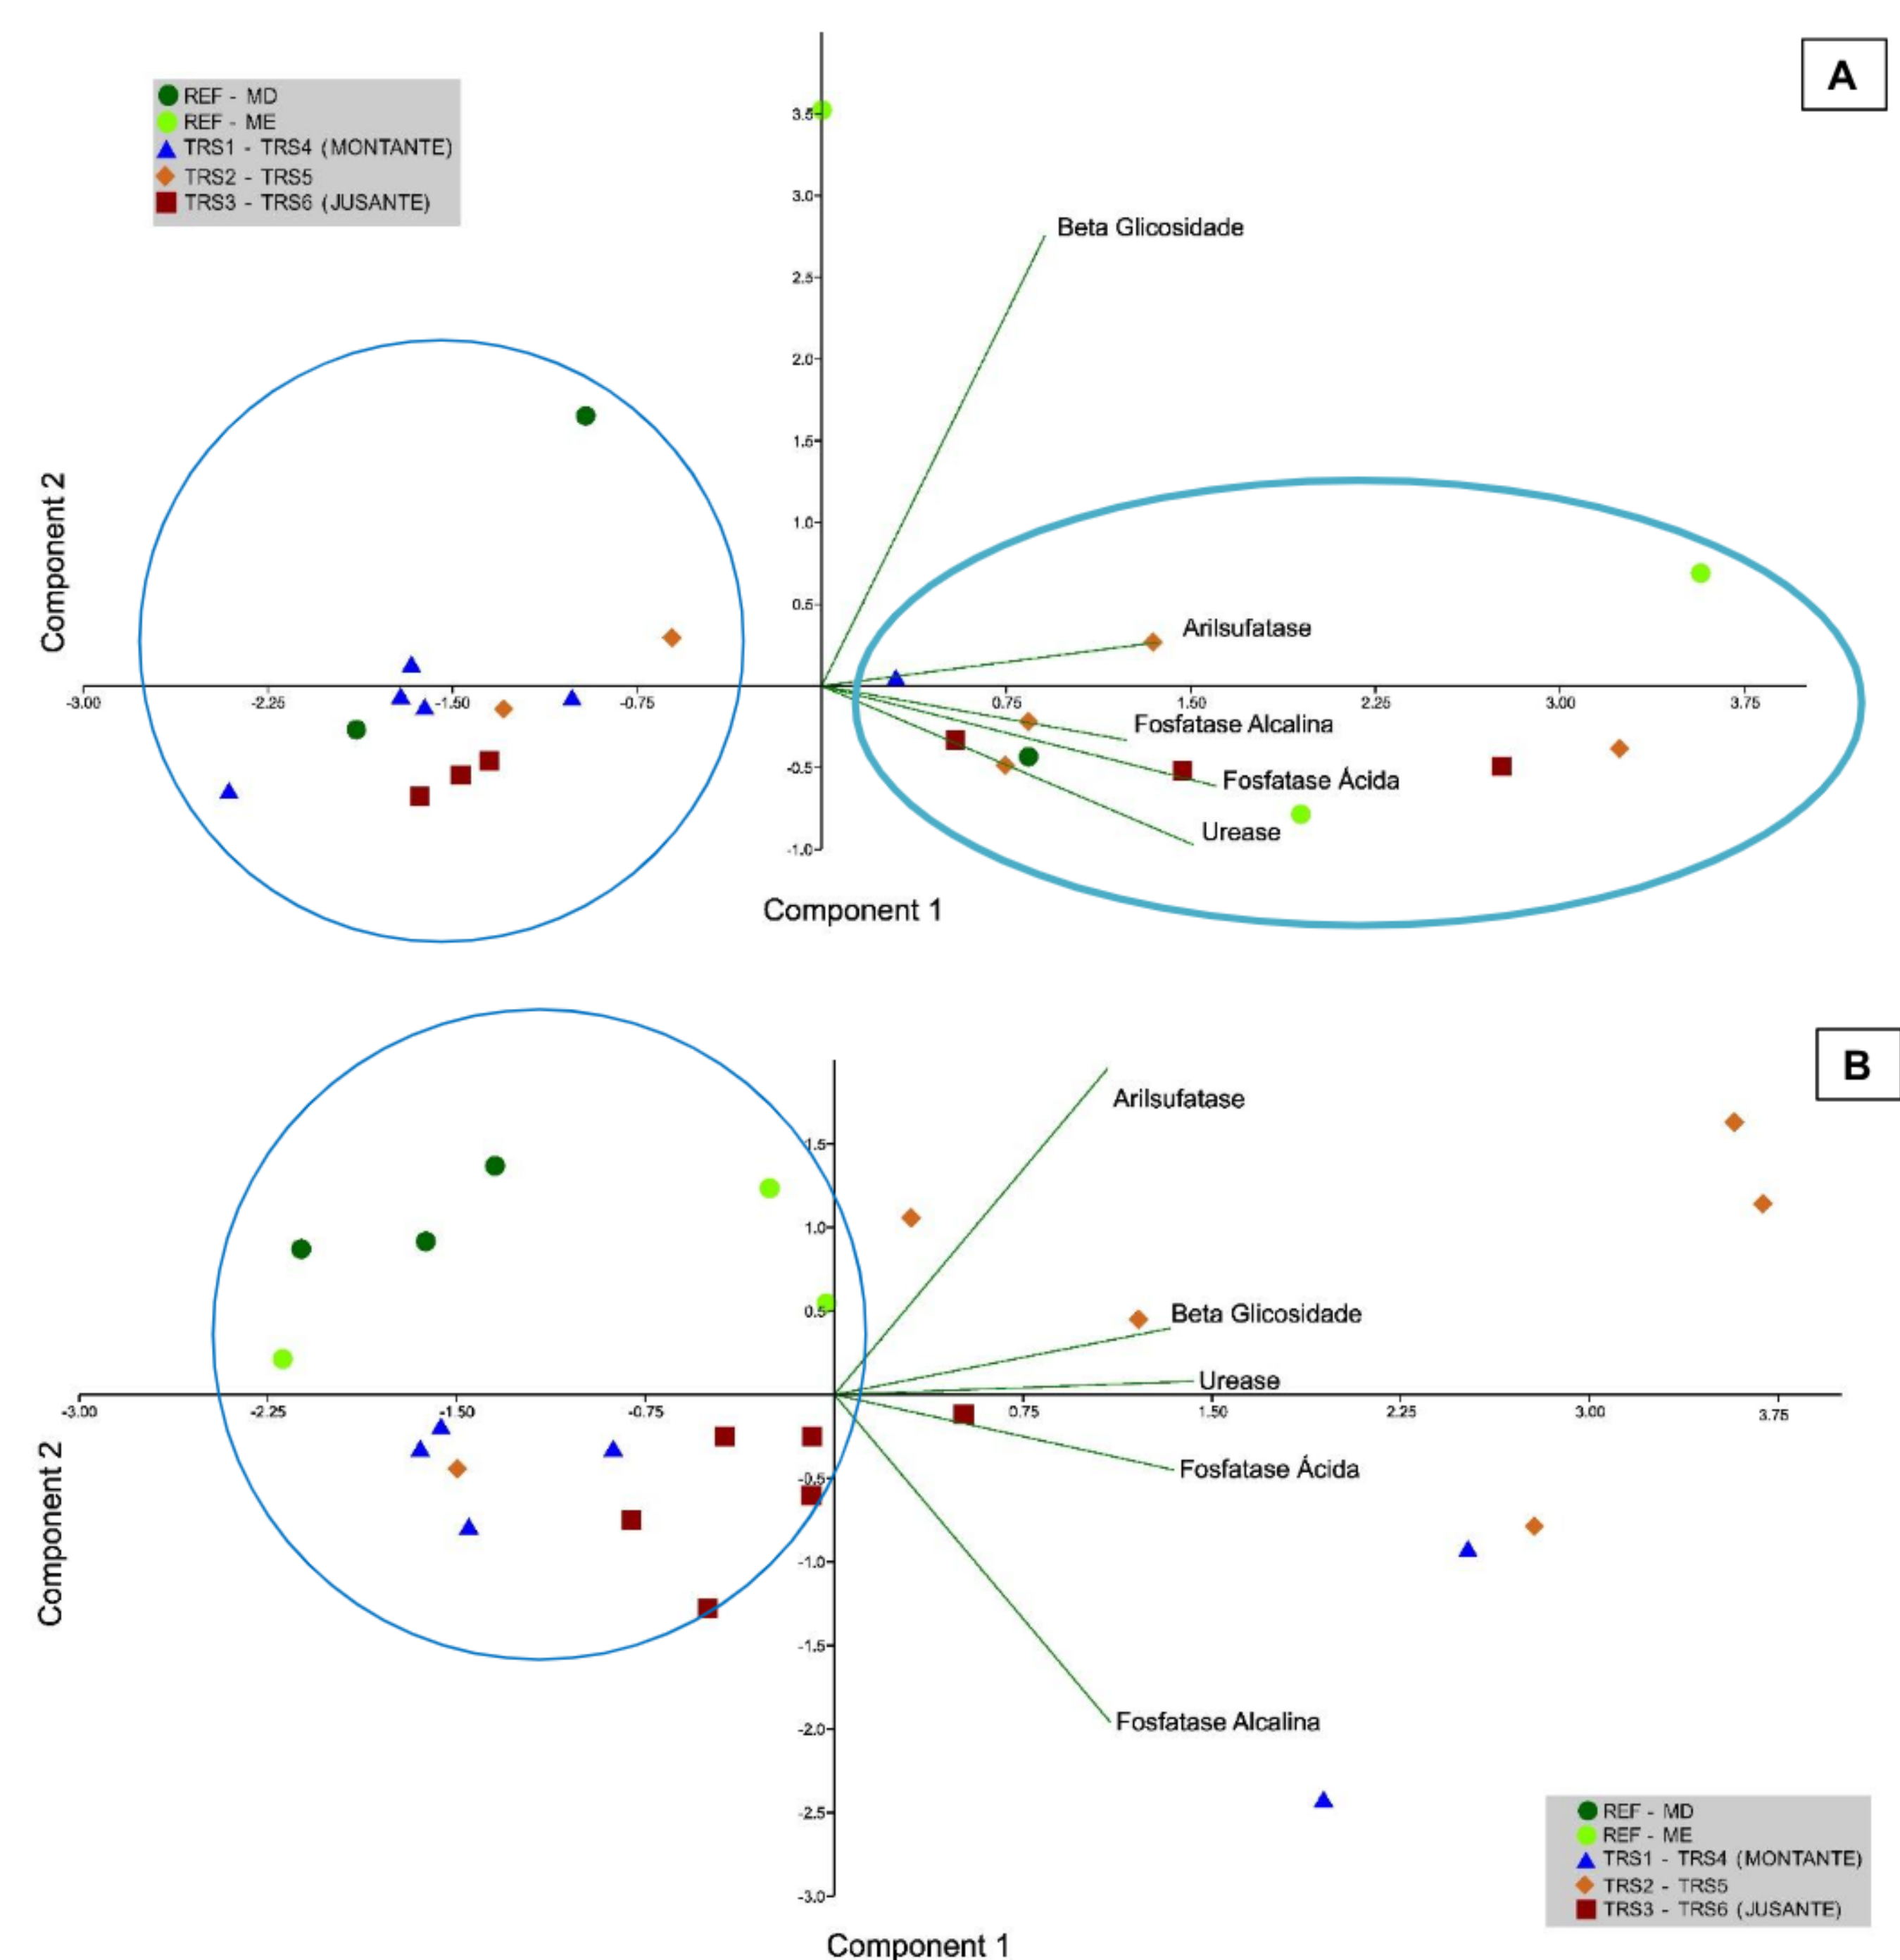 A
REF - MD
REF - ME
TRS1 - TRS4 (MONTANTE)
TRS2 - TRS5
TRS3 - TRS6 (JUSANTE)
3.5
3.0
2.5
2.0
1.5
1.0
0.5
-0.5
-1.0
Beta Glicosidade
Arilsufatase
Fosfatase Alcalina
Fosfatase Ácida
Urease
-3.00 -2.25 -1.50 -0.75 0.75 1.50 2.25 3.00 3.75
Component 2
Component 1
B
1.5
1.0
0.5
-0.5
-1.0
-1.5
-2.0
-2.5
-3.0
Arilsufatase
Beta Glicosidade
Urease
Fosfatase Ácida
Fosfatase Alcalina
-3.00 -2.25 -1.50 -0.75 0.75 1.50 2.25 3.00 3.75
Component 2
REF - MD
REF - ME
TRS1 - TRS4 (MONTANTE)
TRS2 - TRS5
TRS3 - TRS6 (JUSANTE)
Component 1